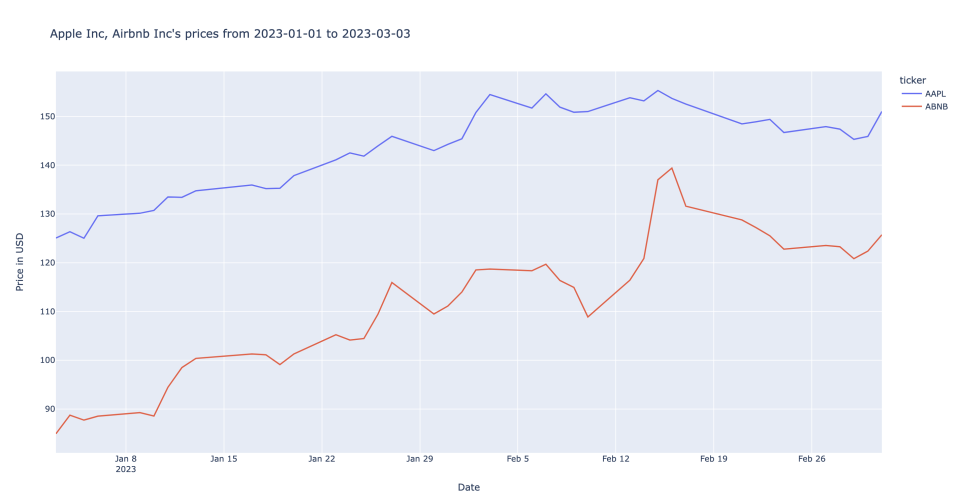 Apple Inc, Airbnb Inc's prices from 2023-01-01 to 2023-03-03
ticker
AAPL
ABNB
150
140
130
120
110
100
90
Price in USD
Jan 8
2023
Jan 15
Jan 22
Jan 29
Feb 5
Feb 12
Feb 19
Feb 26
Date